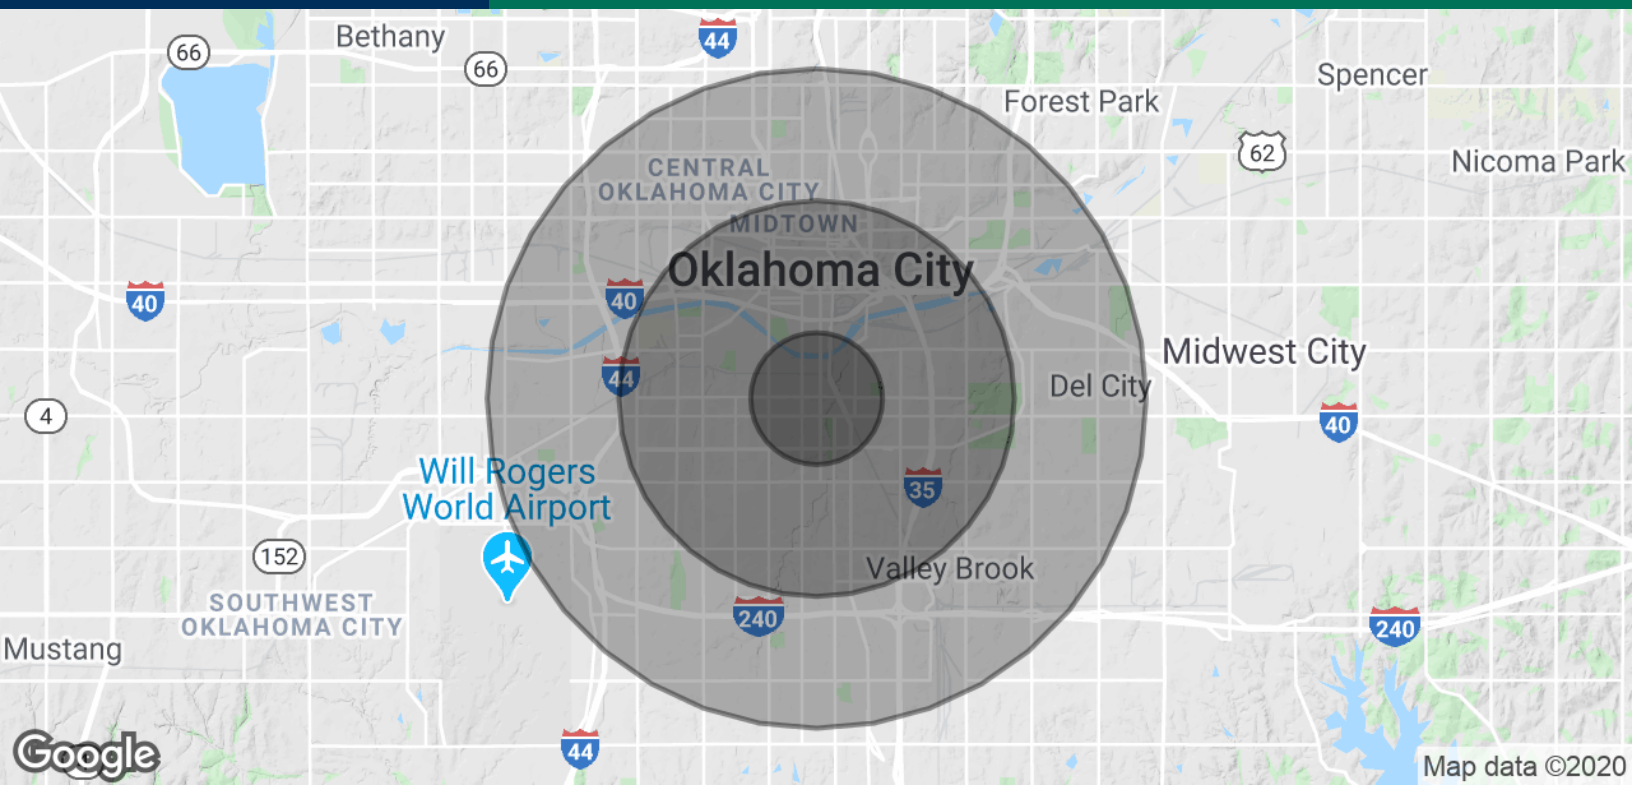 Bethany
44
66
66
Spencer
Forest Park
62
Nicoma Park
CENTRAL
OKLAHOMA CITY
MIDTOWN
Oklahoma City
40
40
Midwest City
44
Del City
4
40
Will Rogers
World Airport
35
152
Valley Brook
SOUTHWEST
OKLAHOMA CITY
240
240
Mustang
44
Google
Map data ©2020